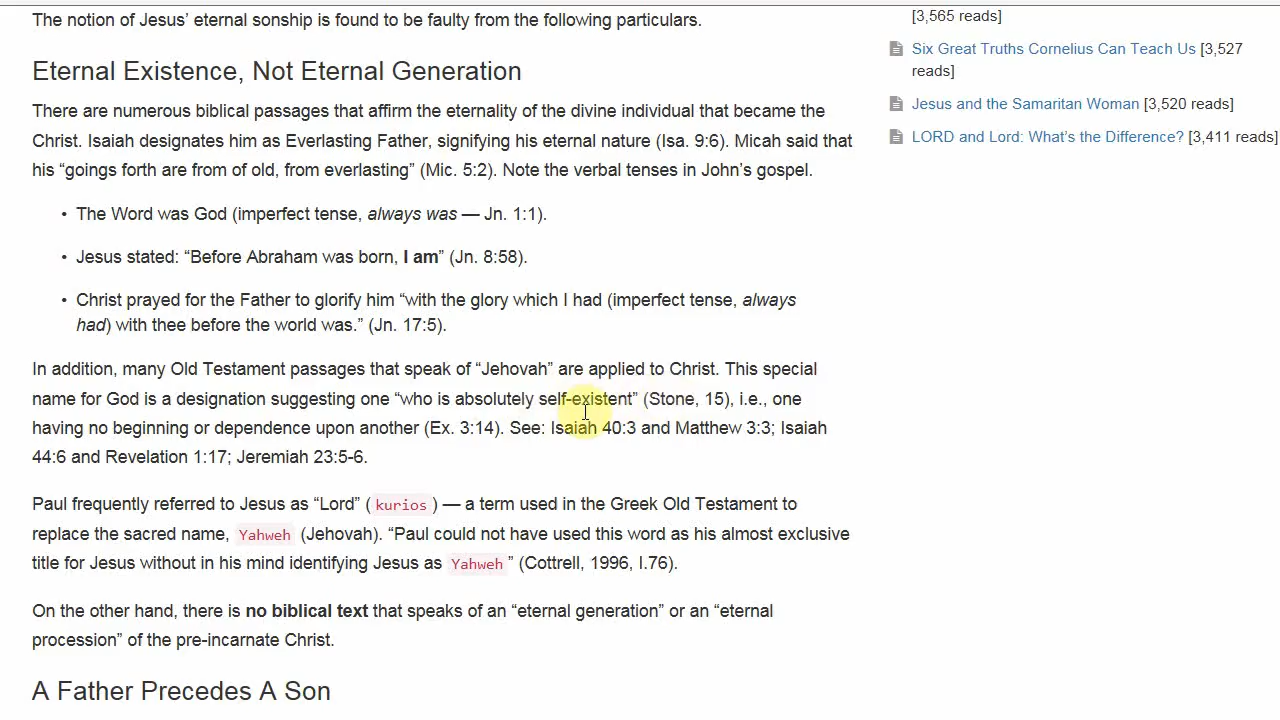 The notion of Jesus’ eternal sonship is found to be faulty from the following particulars.
Eternal Existence, Not Eternal Generation
There are numerous biblical passages that affirm the eternality of the divine individual that became the
Christ. Isaiah designates him as Everlasting Father, signifying his eternal nature (Isa. 9:6). Micah said that
his “goings forth are from of old, from everlasting” (Mic. 5:2). Note the verbal tenses in John’s gospel.
• The Word was God (imperfect tense, always was — Jn. 1:1).
• Jesus stated: “Before Abraham was born, I am” (Jn. 8:58).
• Christ prayed for the Father to glorify him “with the glory which I had (imperfect tense, always
had) with thee before the world was.” (Jn. 17:5).
In addition, many Old Testament passages that speak of “Jehovah” are applied to Christ. This special
name for God is a designation suggesting one “who is absolutely self-existent” (Stone, 15), i.e., one
having no beginning or dependence upon another (Ex. 3:14). See: Isaiah 40:3 and Matthew 3:3; Isaiah
44:6 and Revelation 1:17; Jeremiah 23:5-6.
Paul frequently referred to Jesus as “Lord” (kurios) — a term used in the Greek Old Testament to
replace the sacred name, Yahweh (Jehovah). “Paul could not have used this word as his almost exclusive
title for Jesus without in his mind identifying Jesus as Yahweh” (Cottrell, 1996, I.76).
On the other hand, there is no biblical text that speaks of an “eternal generation” or an “eternal
procession” of the pre-incarnate Christ.
A Father Precedes A Son
[3,565 reads]
Six Great Truths Cornelius Can Teach Us [3,527
reads]
Jesus and the Samaritan Woman [3,520 reads]
LORD and Lord: What’s the Difference? [3,411 reads]